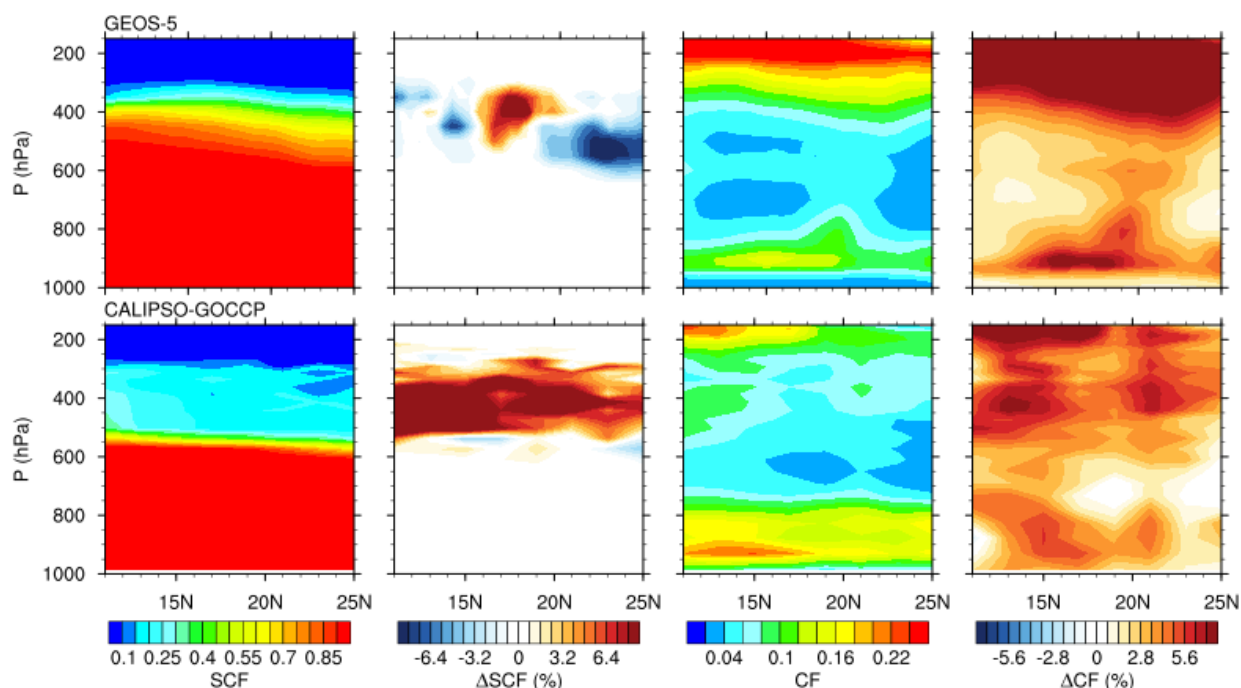 GEOS-5
P (hPa)
200
400
600
800
1000
CALIPSO-GOCCP
P (hPa)
200
400
600
800
1000
15N 20N 25N 15N 20N 25N 15N 20N 25N 15N 20N 25N
0.1 0.25 0.4 0.55 0.7 0.85 -6.4 -3.2 0 3.2 6.4 0.04 0.1 0.16 0.22 -5.6 -2.8 0 2.8 5.6
SCF ΔSCF (%) CF ΔCF (%)